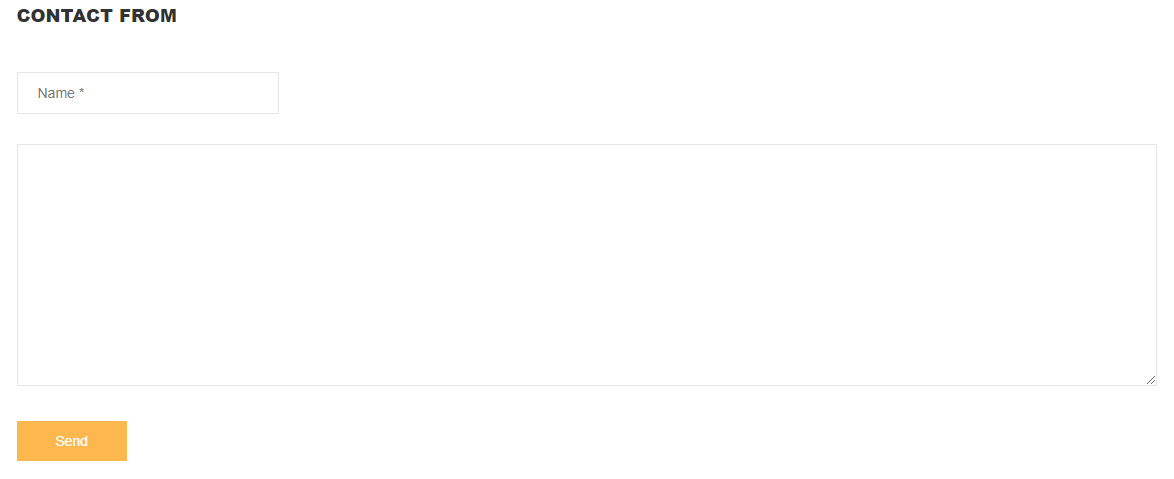 CONTACT FROM
Name *
Send